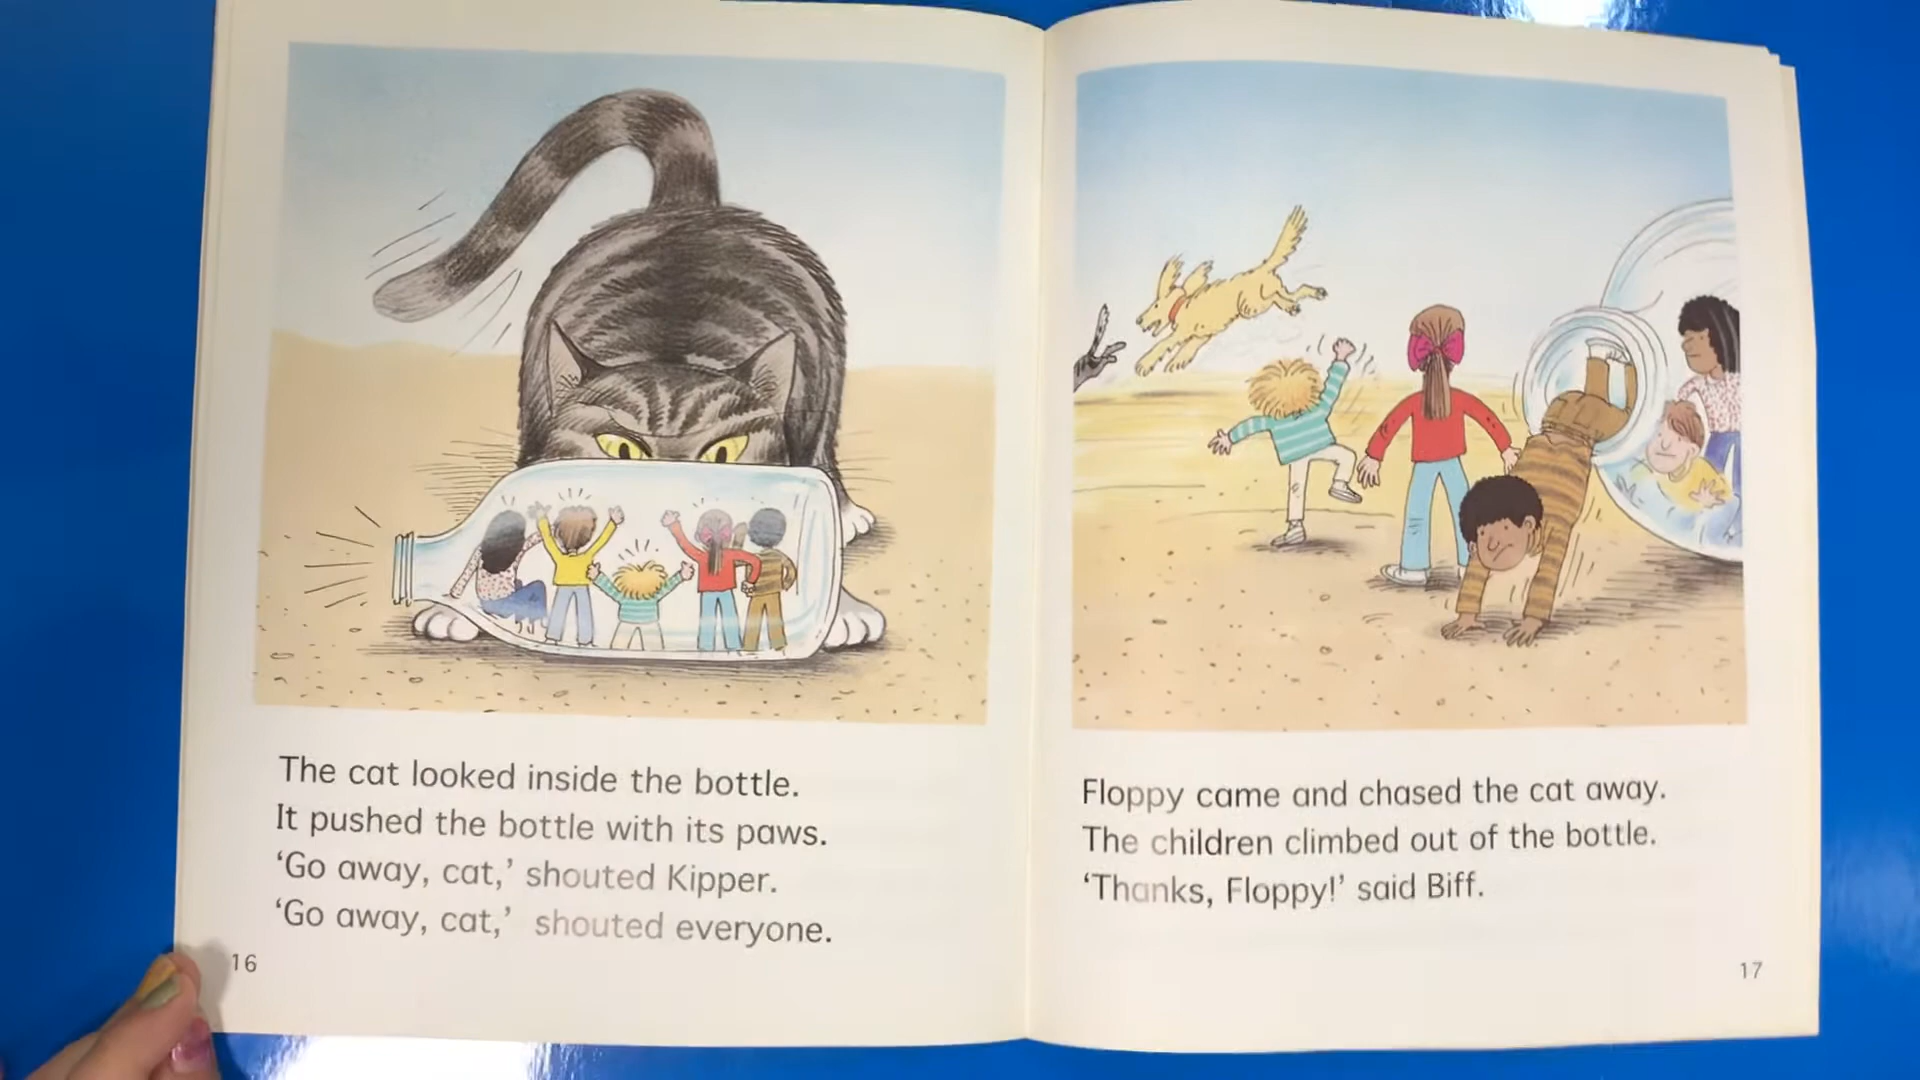 The cat looked inside the bottle.
It pushed the bottle with its paws.
‘Go away, cat,’ shouted Kipper.
‘Go away, cat,’ shouted everyone.
16
Floppy came and chased the cat away.
The children climbed out of the bottle.
‘Thanks, Floppy!’ said Biff.
17